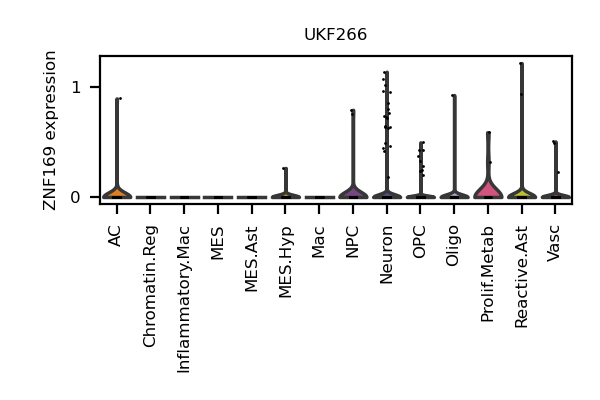 UKF266
ZNF169 expression
1
0
AC
Chromatin.Reg
Inflammatory.Mac
MES
MES.Ast
MES.Hyp
Mac
NPC
Neuron
OPC
Oligo
Prolif.Metab
Reactive.Ast
Vasc